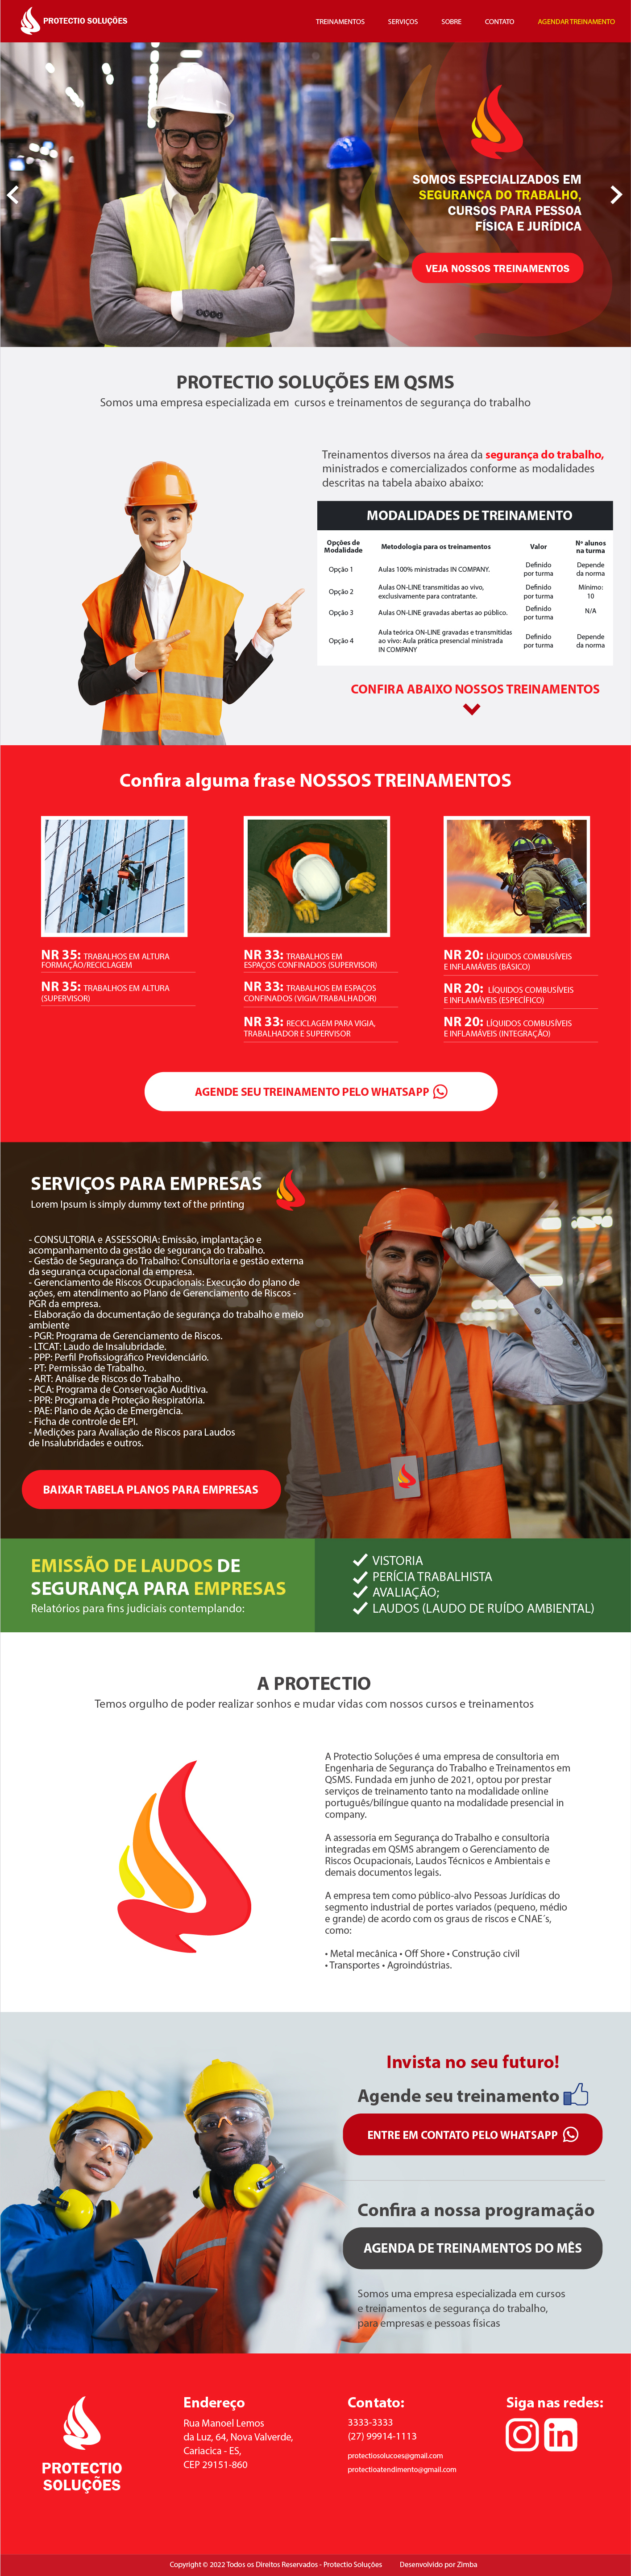 PROTECTIO SOLUÇÕES
TREINAMENTOS
SERVIÇOS
SOBRE
CONTATO
AGENDAR TREINAMENTO
SOMOS ESPECIALIZADOS EM
SEGURANÇA DO TRABALHO,
CURSOS PARA PESSOA
FÍSICA E JURÍDICA
VEJA NOSSOS TREINAMENTOS
PROTECTIO SOLUÇÕES EM QSMS
Somos uma empresa especializada em cursos e treinamentos de segurança do trabalho
Treinamentos diversos na área da segurança do trabalho,
ministrados e comercializados conforme as modalidades
descritas na tabela abaixo abaixo:
MODALIDADES DE TREINAMENTO
Opções de
Modalidade
Metodologia para os treinamentos
Valor
Nº alunos
na turma
Opção 1
Aulas 100% ministradas IN COMPANY.
Definido
por turma
Depende
da norma
Opção 2
Aulas ON-LINE transmitidas ao vivo,
exclusivamente para contratante.
Definido
por turma
Mínimo:
10
Opção 3
Aulas ON-LINE gravadas abertas ao público.
Definido
por turma
N/A
Opção 4
Aula teórica ON-LINE gravadas e transmitidas
ao vivo: Aula prática presencial ministrada
IN COMPANY
Definido
por turma
Depende
da norma
CONFIRA ABAIXO NOSSOS TREINAMENTOS
Confira alguma frase NOSSOS TREINAMENTOS
NR 35: TRABALHOS EM ALTURA
FORMAÇÃO/RECICLAGEM
NR 35: TRABALHOS EM ALTURA
(SUPERVISOR)
NR 33: TRABALHOS EM
ESPAÇOS CONFINADOS (SUPERVISOR)
NR 33: TRABALHOS EM ESPAÇOS
CONFINADOS (VIGIA/TRABALHADOR)
NR 33: RECICLAGEM PARA VIGIA,
TRABALHADOR E SUPERVISOR
NR 20: LÍQUIDOS COMBUSÍVEIS
E INFLAMÁVEIS (BÁSICO)
NR 20: LÍQUIDOS COMBUSÍVEIS
E INFLAMÁVEIS (ESPECÍFICO)
NR 20: LÍQUIDOS COMBUSÍVEIS
E INFLAMÁVEIS (INTEGRAÇÃO)
AGENDE SEU TREINAMENTO PELO WHATSAPP
SERVIÇOS PARA EMPRESAS
Lorem Ipsum is simply dummy text of the printing
- CONSULTORIA e ASSESSORIA: Emissão, implantação e
acompanhamento da gestão de segurança do trabalho.
- Gestão de Segurança do Trabalho: Consultoria e gestão externa
da segurança ocupacional da empresa.
- Gerenciamento de Riscos Ocupacionais: Execução do plano de
ações, em atendimento ao Plano de Gerenciamento de Riscos -
PGR da empresa.
- Elaboração da documentação de segurança do trabalho e meio
ambiente
- PGR: Programa de Gerenciamento de Riscos.
- LTCAT: Laudo de Insalubridade.
- PPP: Perfil Profissiográfico Previdenciário.
- PT: Permissão de Trabalho.
- ART: Análise de Riscos do Trabalho.
- PCA: Programa de Conservação Auditiva.
- PPR: Programa de Proteção Respiratória.
- PAE: Plano de Ação de Emergência.
- Ficha de controle de EPI.
- Medições para Avaliação de Riscos para Laudos
de Insalubridades e outros.
BAIXAR TABELA PLANOS PARA EMPRESAS
EMISSÃO DE LAUDOS DE
SEGURANÇA PARA EMPRESAS
Relatórios para fins judiciais contemplando:
VISTORIA
PERÍCIA TRABALHISTA
AVALIAÇÃO;
LAUDOS (LAUDO DE RUÍDO AMBIENTAL)
A PROTECTIO
Temos orgulho de poder realizar sonhos e mudar vidas com nossos cursos e treinamentos
A Protectio Soluções é uma empresa de consultoria em
Engenharia de Segurança do Trabalho e Treinamentos em
QSMS. Fundada em junho de 2021, optou por prestar
serviços de treinamento tanto na modalidade online
português/bilíngue quanto na modalidade presencial in
company.
A assessoria em Segurança do Trabalho e consultoria
integradas em QSMS abrangem o Gerenciamento de
Riscos Ocupacionais, Laudos Técnicos e Ambientais e
demais documentos legais.
A empresa tem como público-alvo Pessoas Jurídicas do
segmento industrial de portes variados (pequeno, médio
e grande) de acordo com os graus de riscos e CNAE´s,
como:
• Metal mecânica • Off Shore • Construção civil
• Transportes • Agroindústrias.
Invista no seu futuro!
Agende seu treinamento
ENTRE EM CONTATO PELO WHATSAPP
Confira a nossa programação
AGENDA DE TREINAMENTOS DO MÊS
Somos uma empresa especializada em cursos
e treinamentos de segurança do trabalho,
para empresas e pessoas físicas
PROTECTIO
SOLUÇÕES
Endereço
Rua Manoel Lemos
da Luz, 64, Nova Valverde,
Cariacica - ES,
CEP 29151-860
Contato:
3333-3333
(27) 99914-1113
protectiosolucoes@gmail.com
protectioatendimento@gmail.com
Siga nas redes:
Copyright © 2022 Todos os Direitos Reservados - Protectio Soluções
Desenvolvido por Zimba